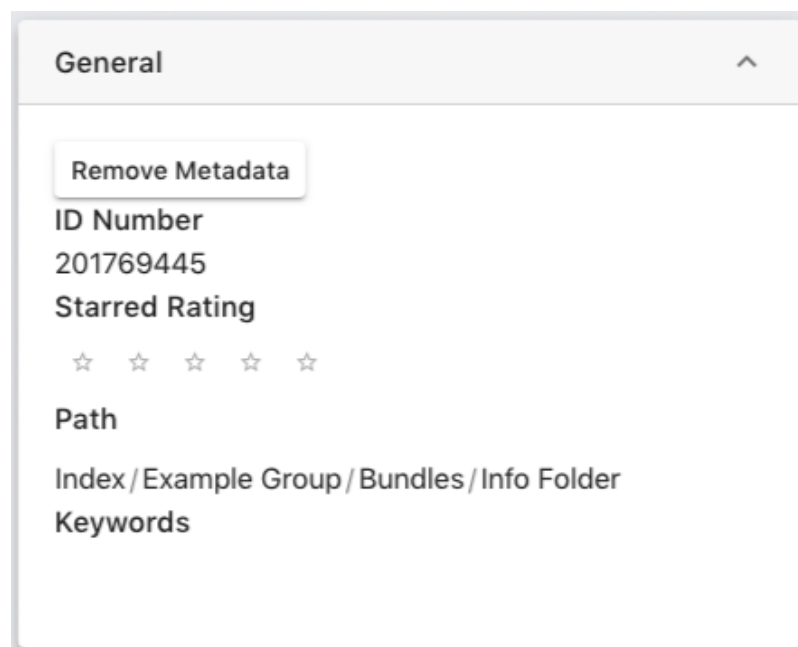 General
Remove Metadata
ID Number
201769445
Starred Rating
Path
Index/Example Group/Bundles/Info Folder
Keywords